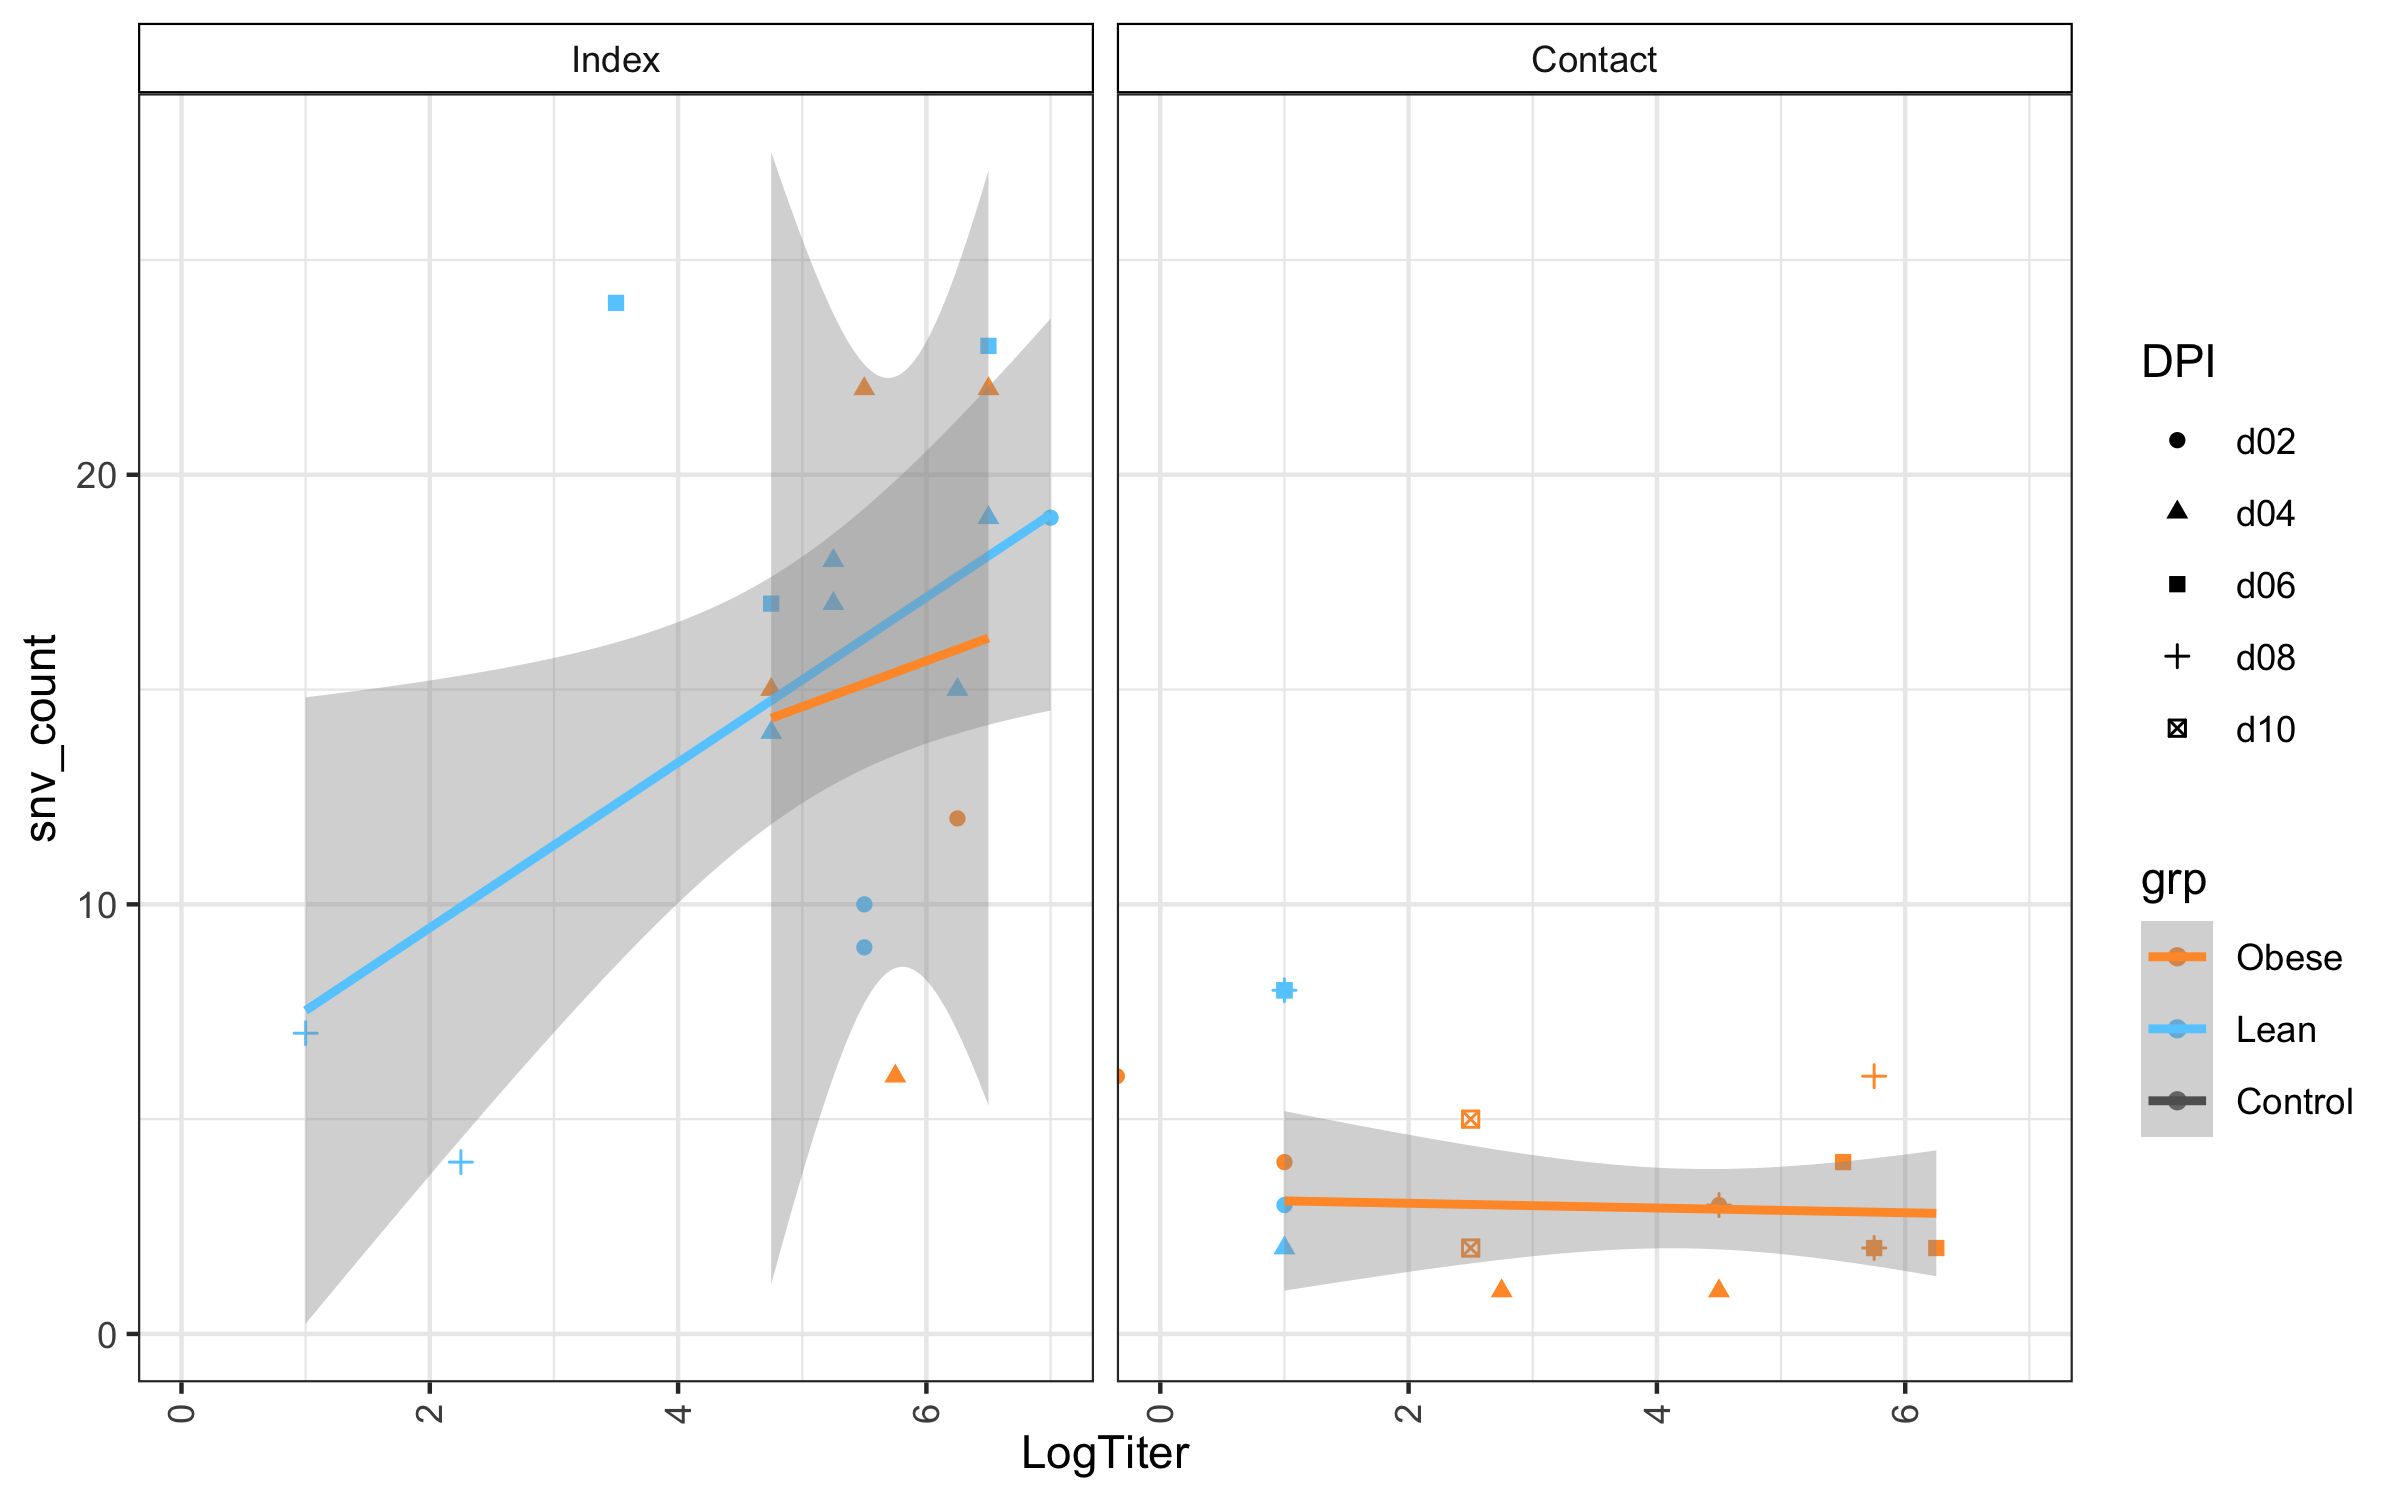 Index
Contact
snv_count
20
10
0
0
2
4
6
0
2
4
6
LogTiter
DPI
d02
d04
d06
d08
d10
grp
Obese
Lean
Control